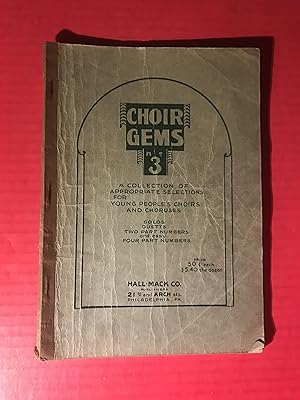 CHOIR
GEMS
No
3
A COLLECTION OF
APPROPRIATE SELECTIONS
FOR
YOUNG PEOPLE'S CHOIRS
AND CHORUSES
SOLOS
DUETTS
TWO PART NUMBERS
and easy
FOUR PART NUMBERS
PRICE
50¢ each
$5.40 the dozen
HALL-MACK CO.
PUBLISHERS
21st and ARCH sts.
PHILADELPHIA, PA.